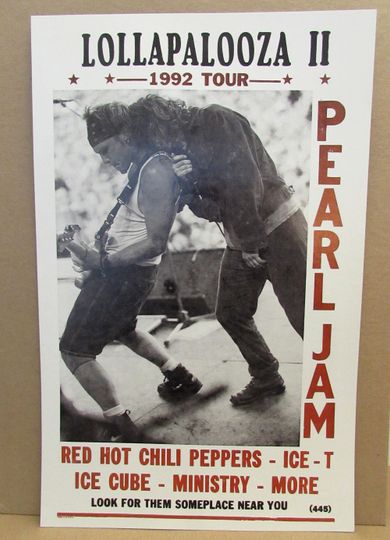 LOLLAPALOOZA II
1992 TOUR
PEARL JAM
RED HOT CHILI PEPPERS - ICE-T
ICE CUBE - MINISTRY - MORE
LOOK FOR THEM SOMEPLACE NEAR YOU (445)